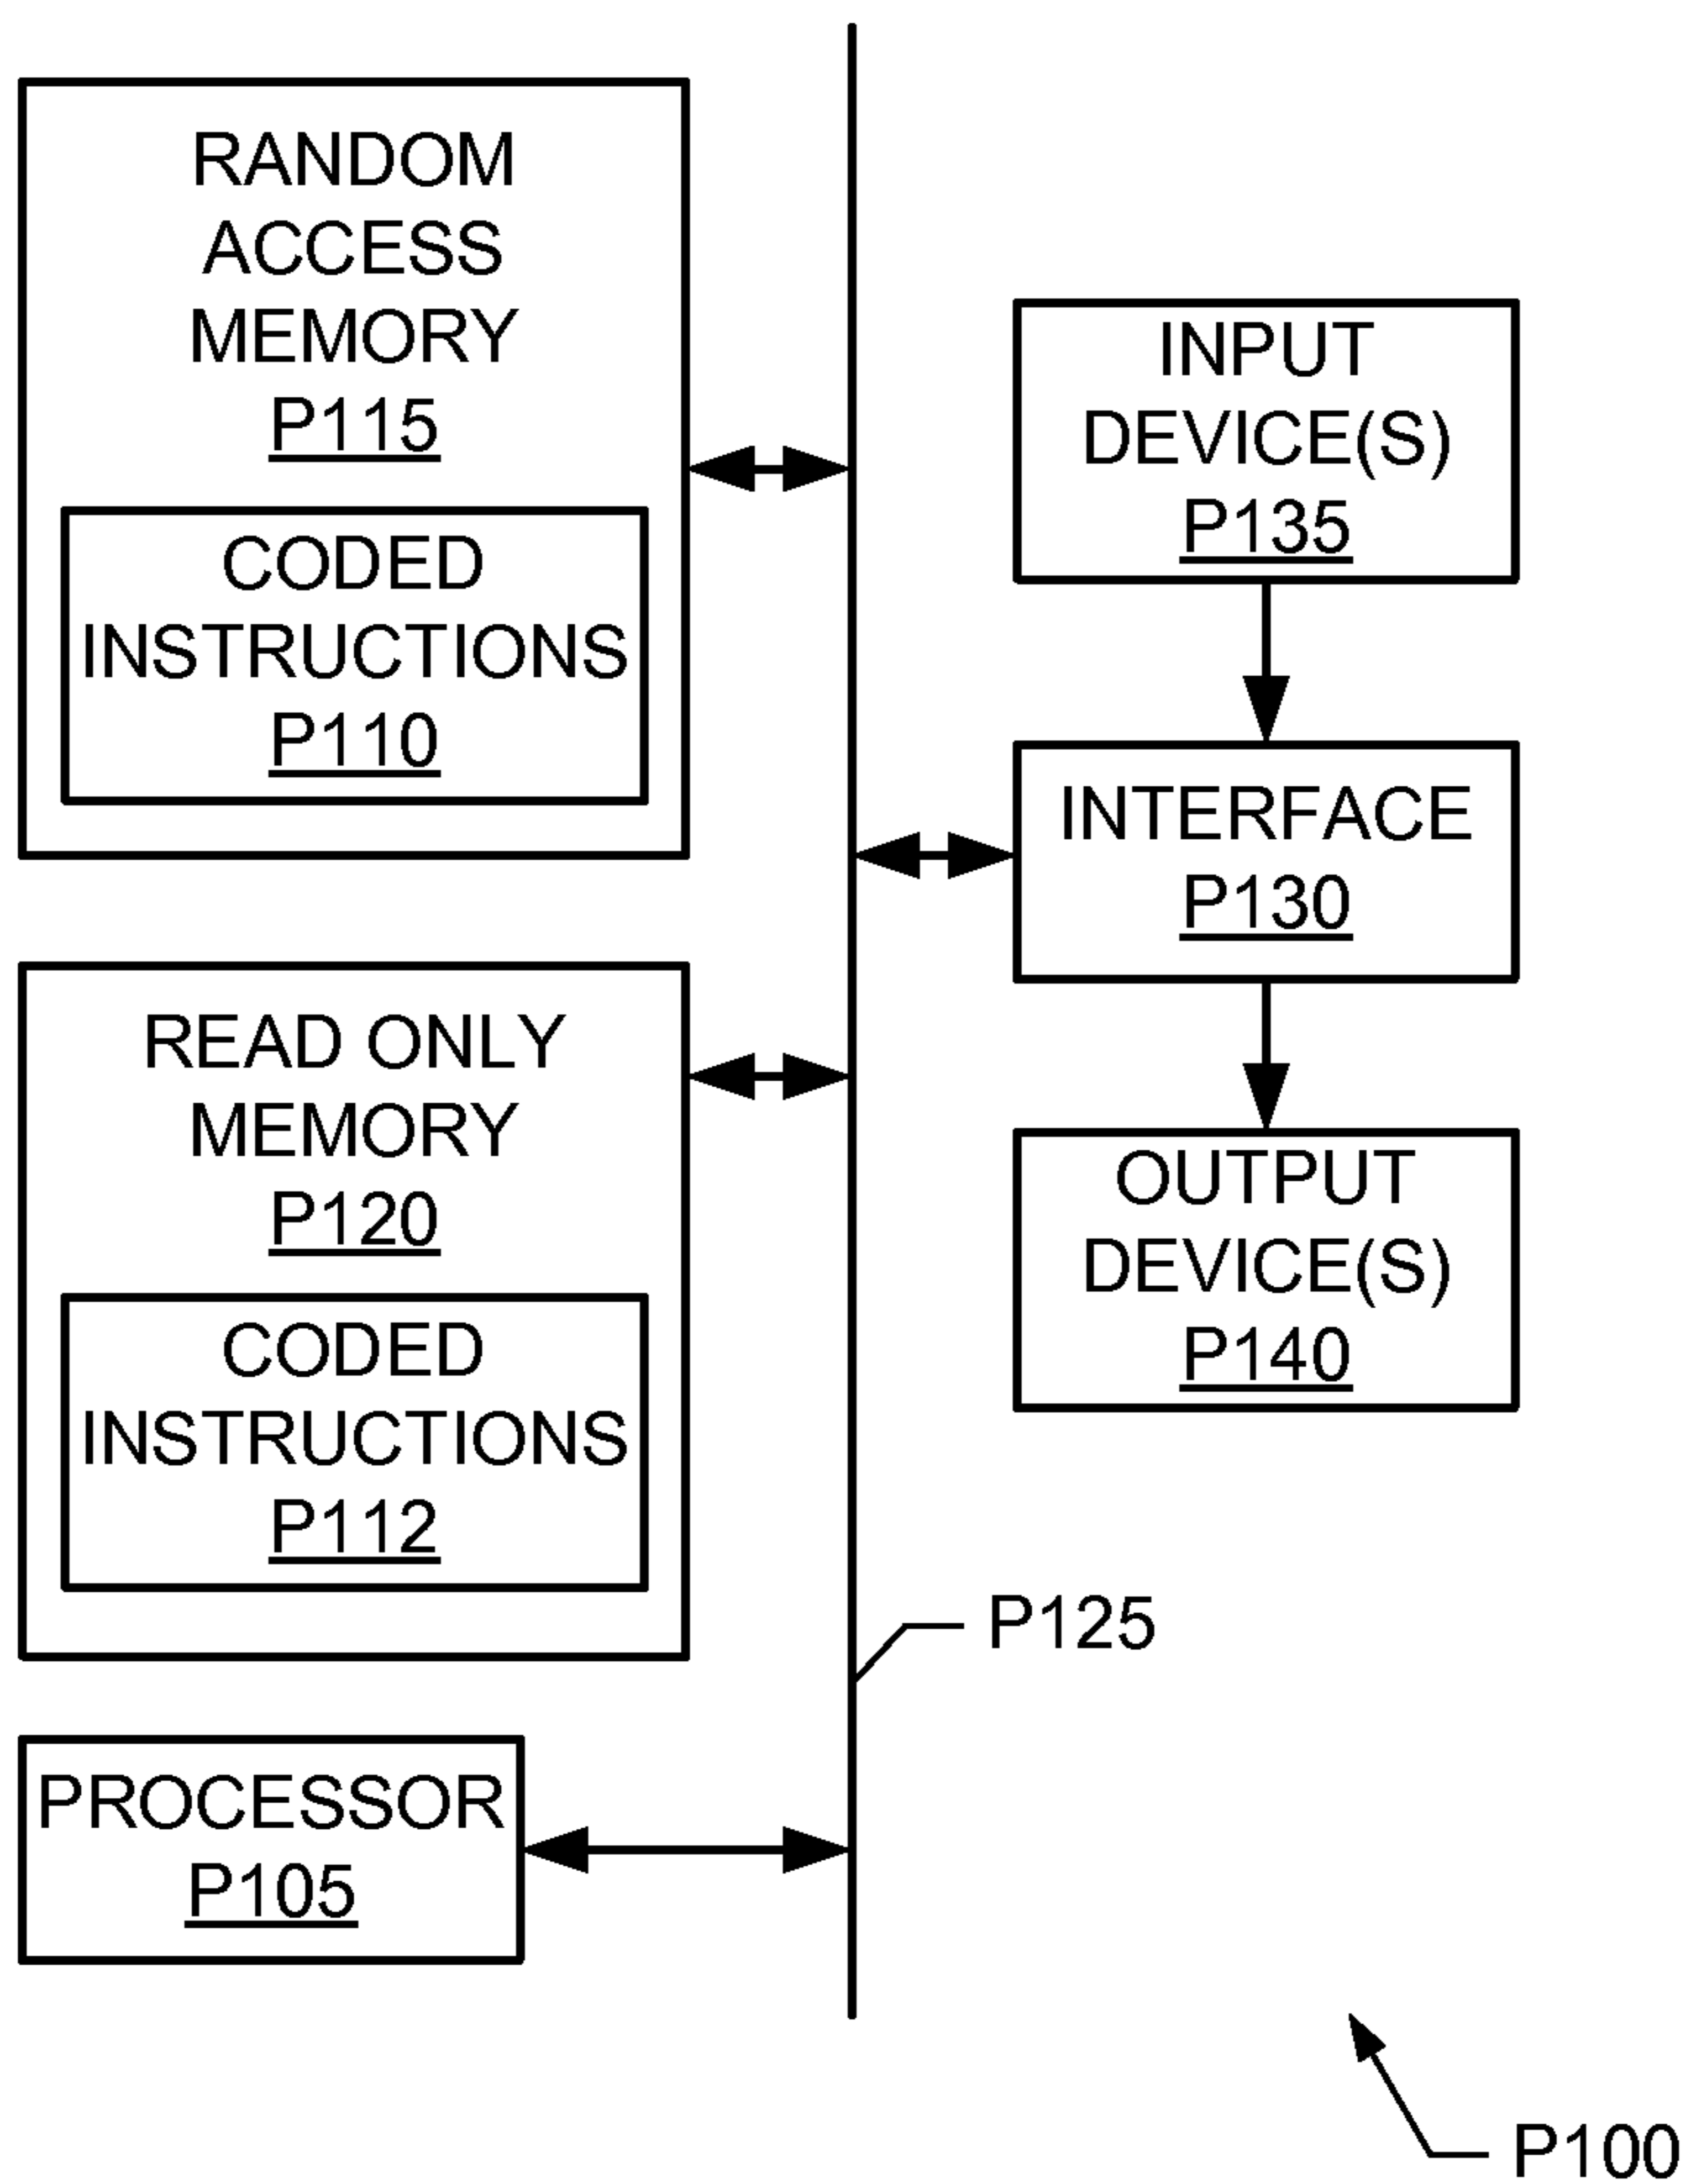 RANDOM
ACCESS
MEMORY
P115
CODED
INSTRUCTIONS
P110
READ ONLY
MEMORY
P120
CODED
INSTRUCTIONS
P112
PROCESSOR
P105
INPUT
DEVICE(S)
P135
INTERFACE
P130
OUTPUT
DEVICE(S)
P140
P125
P100